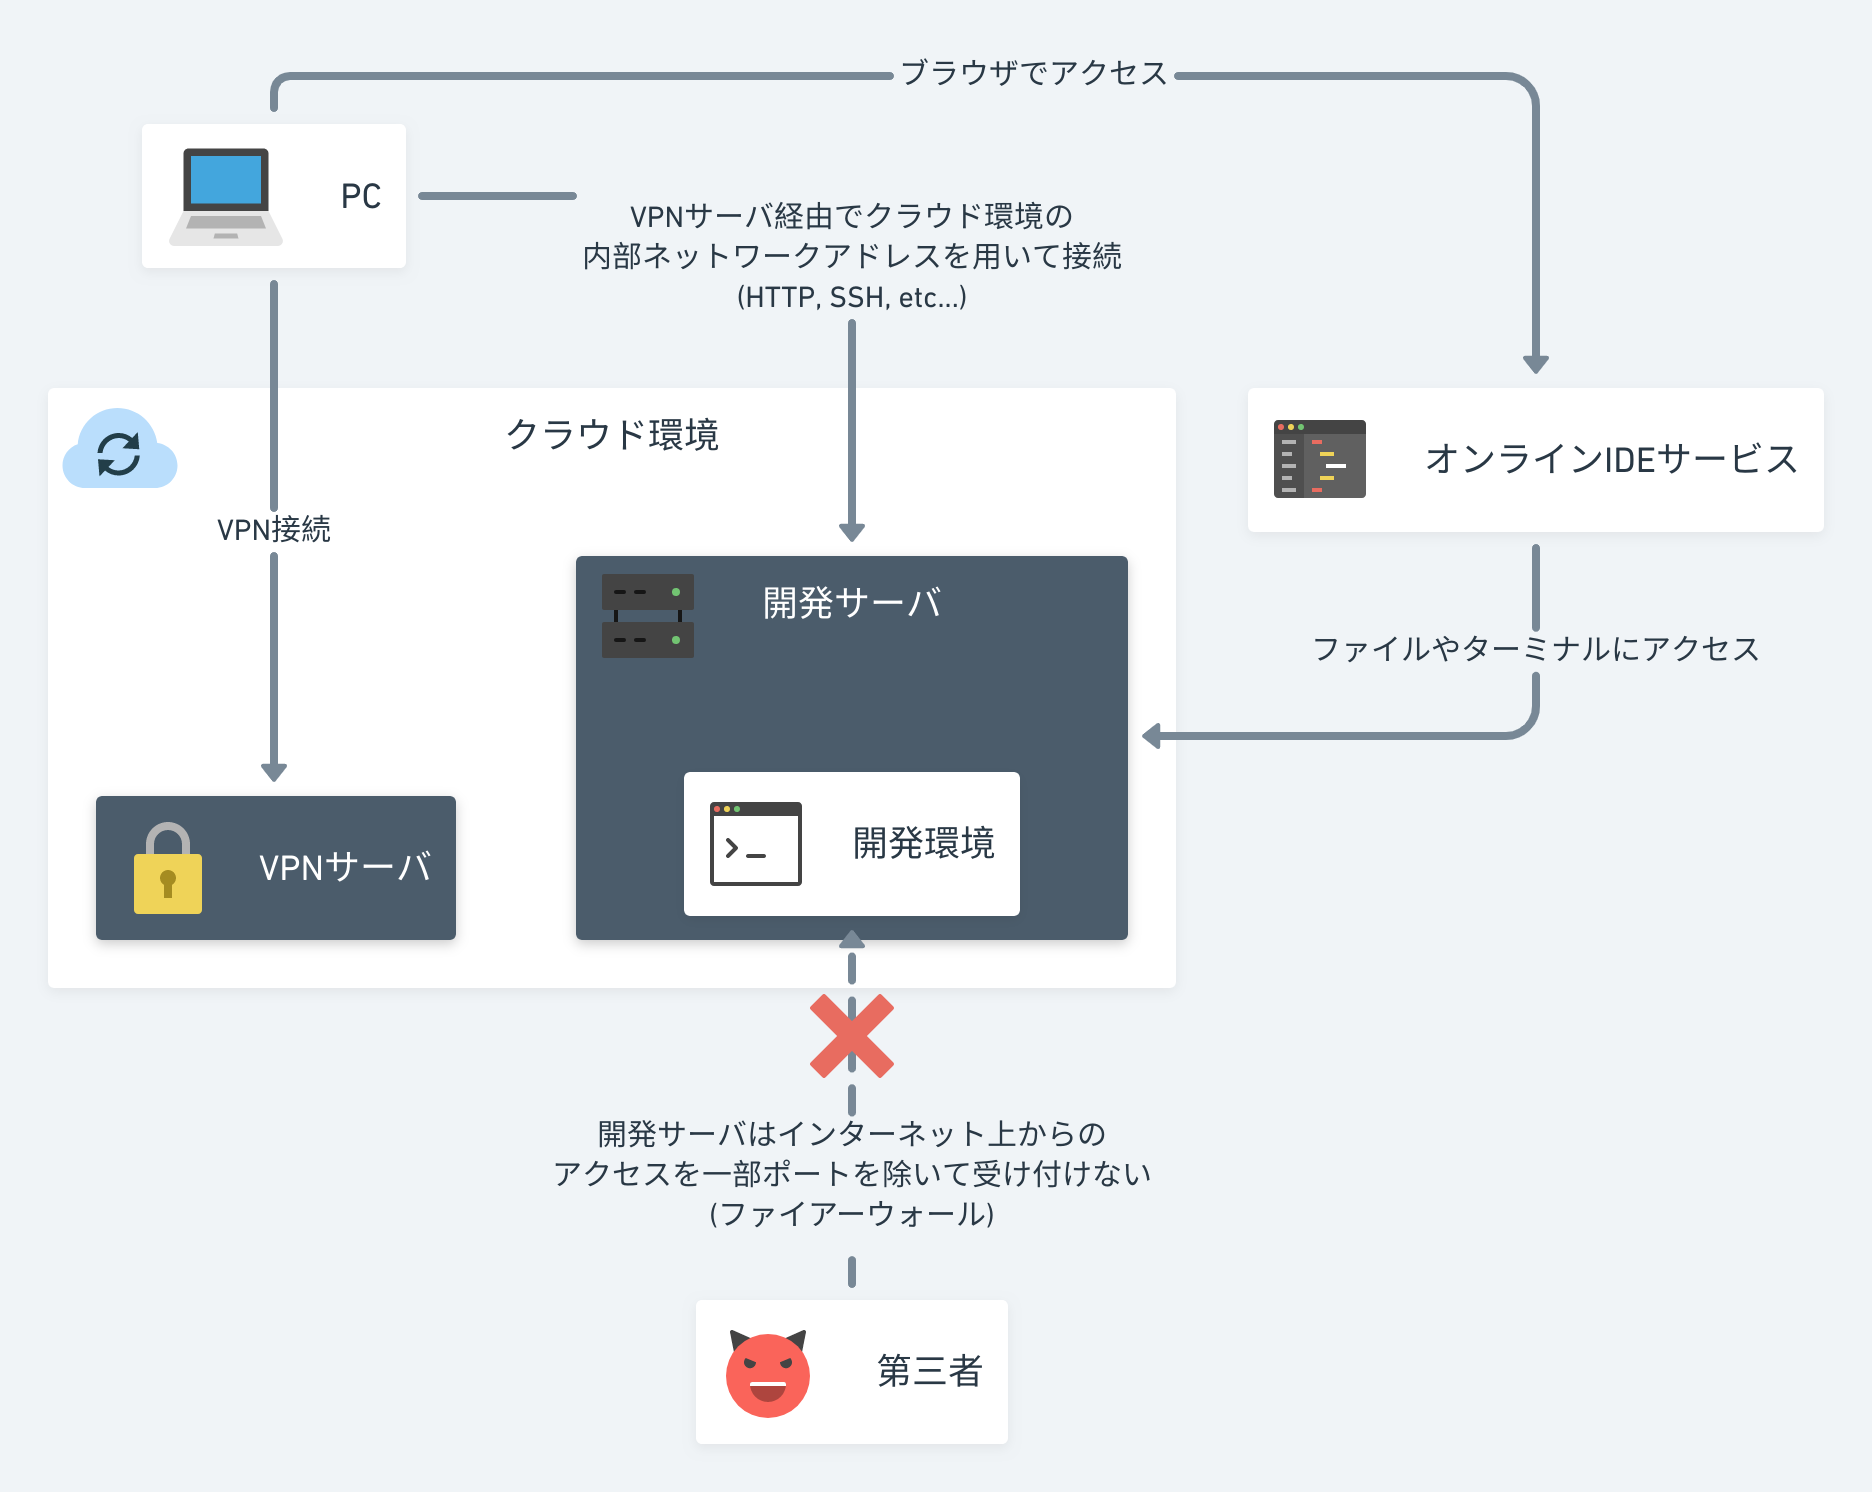 ブラウザでアクセス
PC
VPNサーバ経由でクラウド環境の
内部ネットワークアドレスを用いて接続
(HTTP, SSH, etc...)
クラウド環境
オンラインIDEサービス
VPN接続
開発サーバ
ファイルやターミナルにアクセス
開発環境
VPNサーバ
開発サーバはインターネット上からの
アクセスを一部ポートを除いて受け付けない
(ファイアーウォール)
第三者